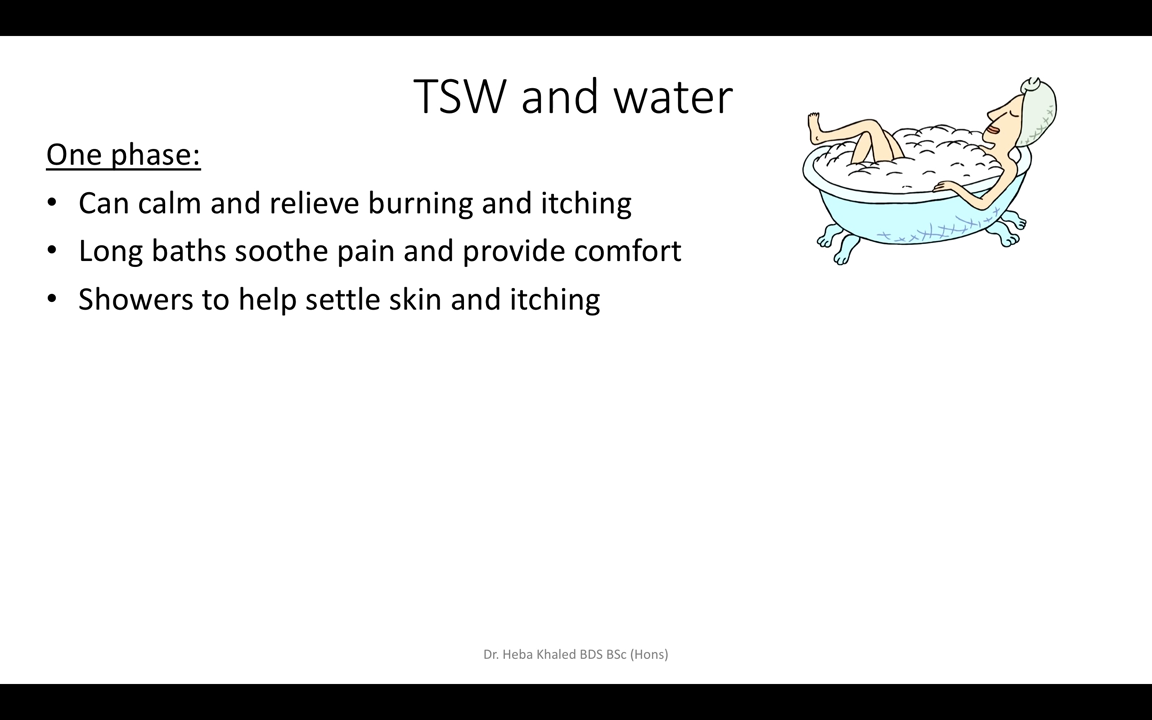 TSW and water
One phase:
• Can calm and relieve burning and itching
• Long baths soothe pain and provide comfort
• Showers to help settle skin and itching
Dr. Heba Khaled BDS BSc (Hons)